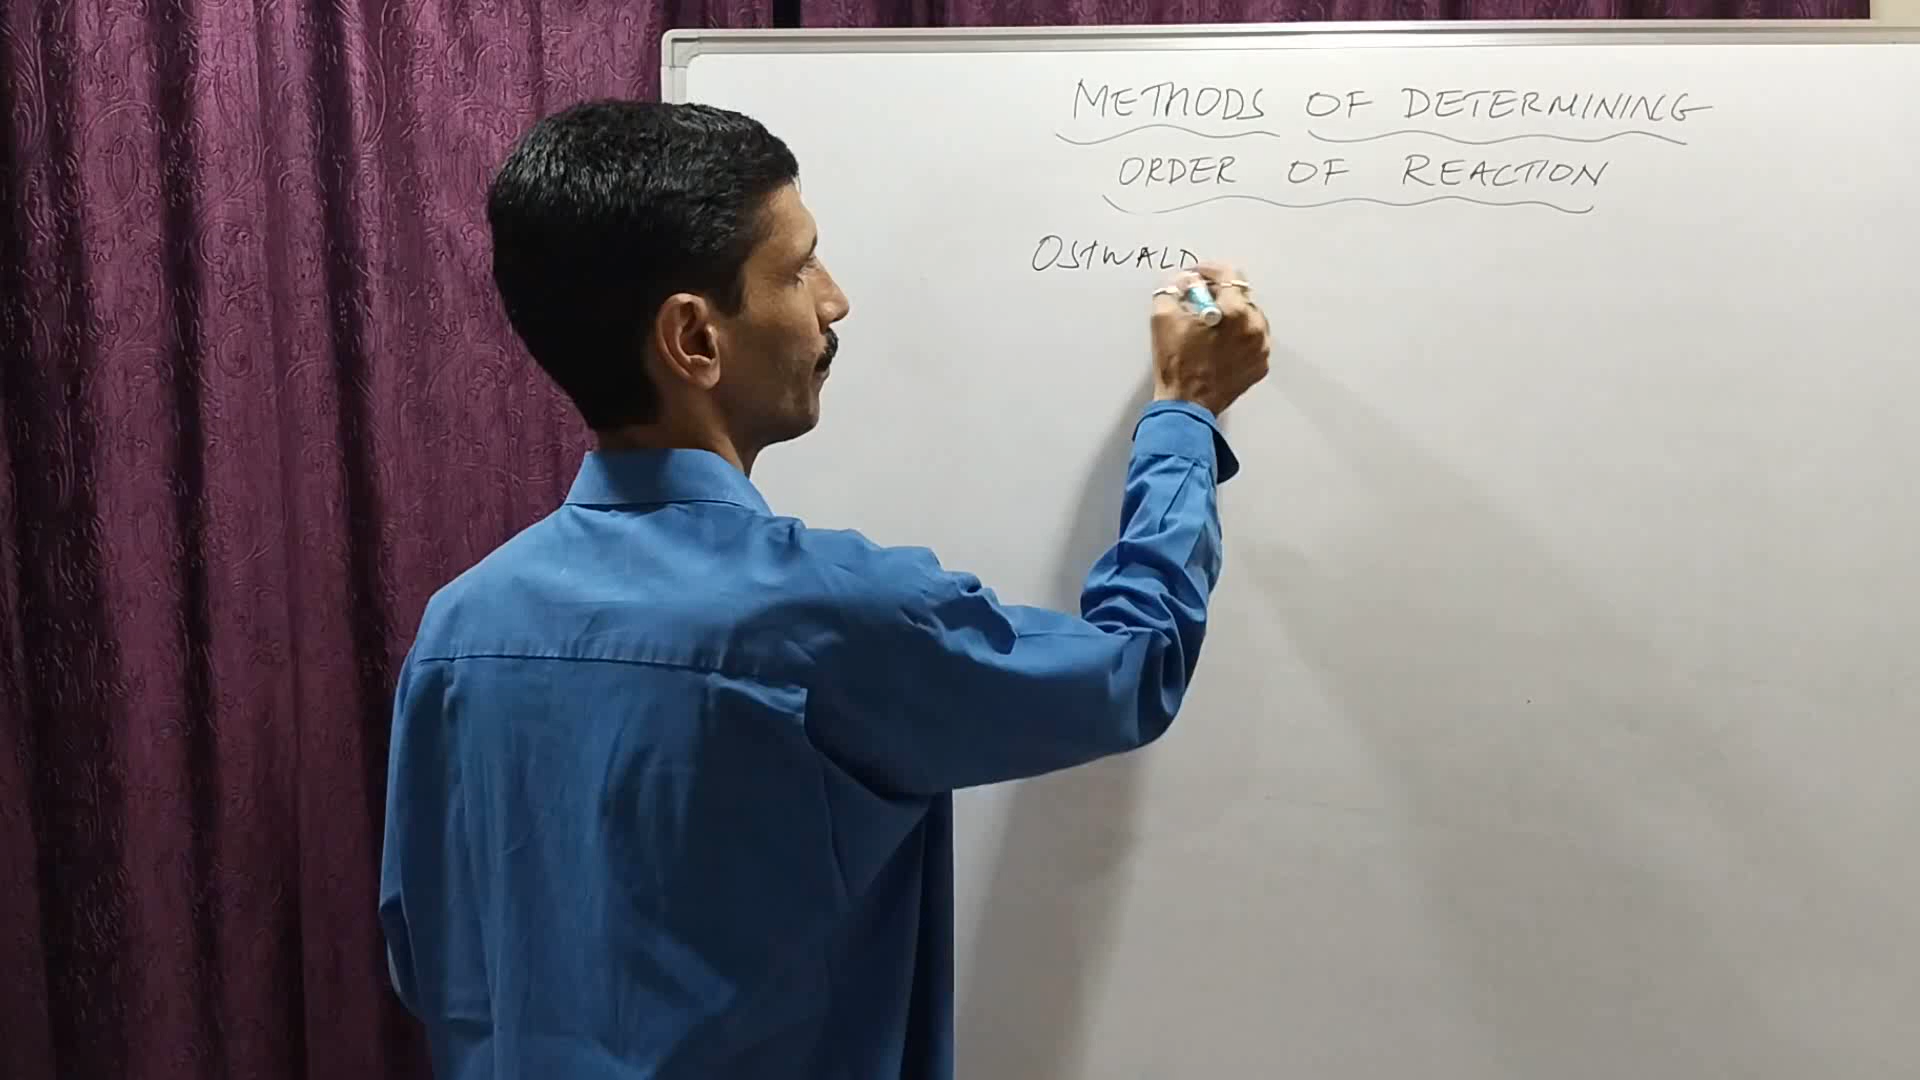 METHODS OF DETERMINING
ORDER OF REACTION
OSTWALD